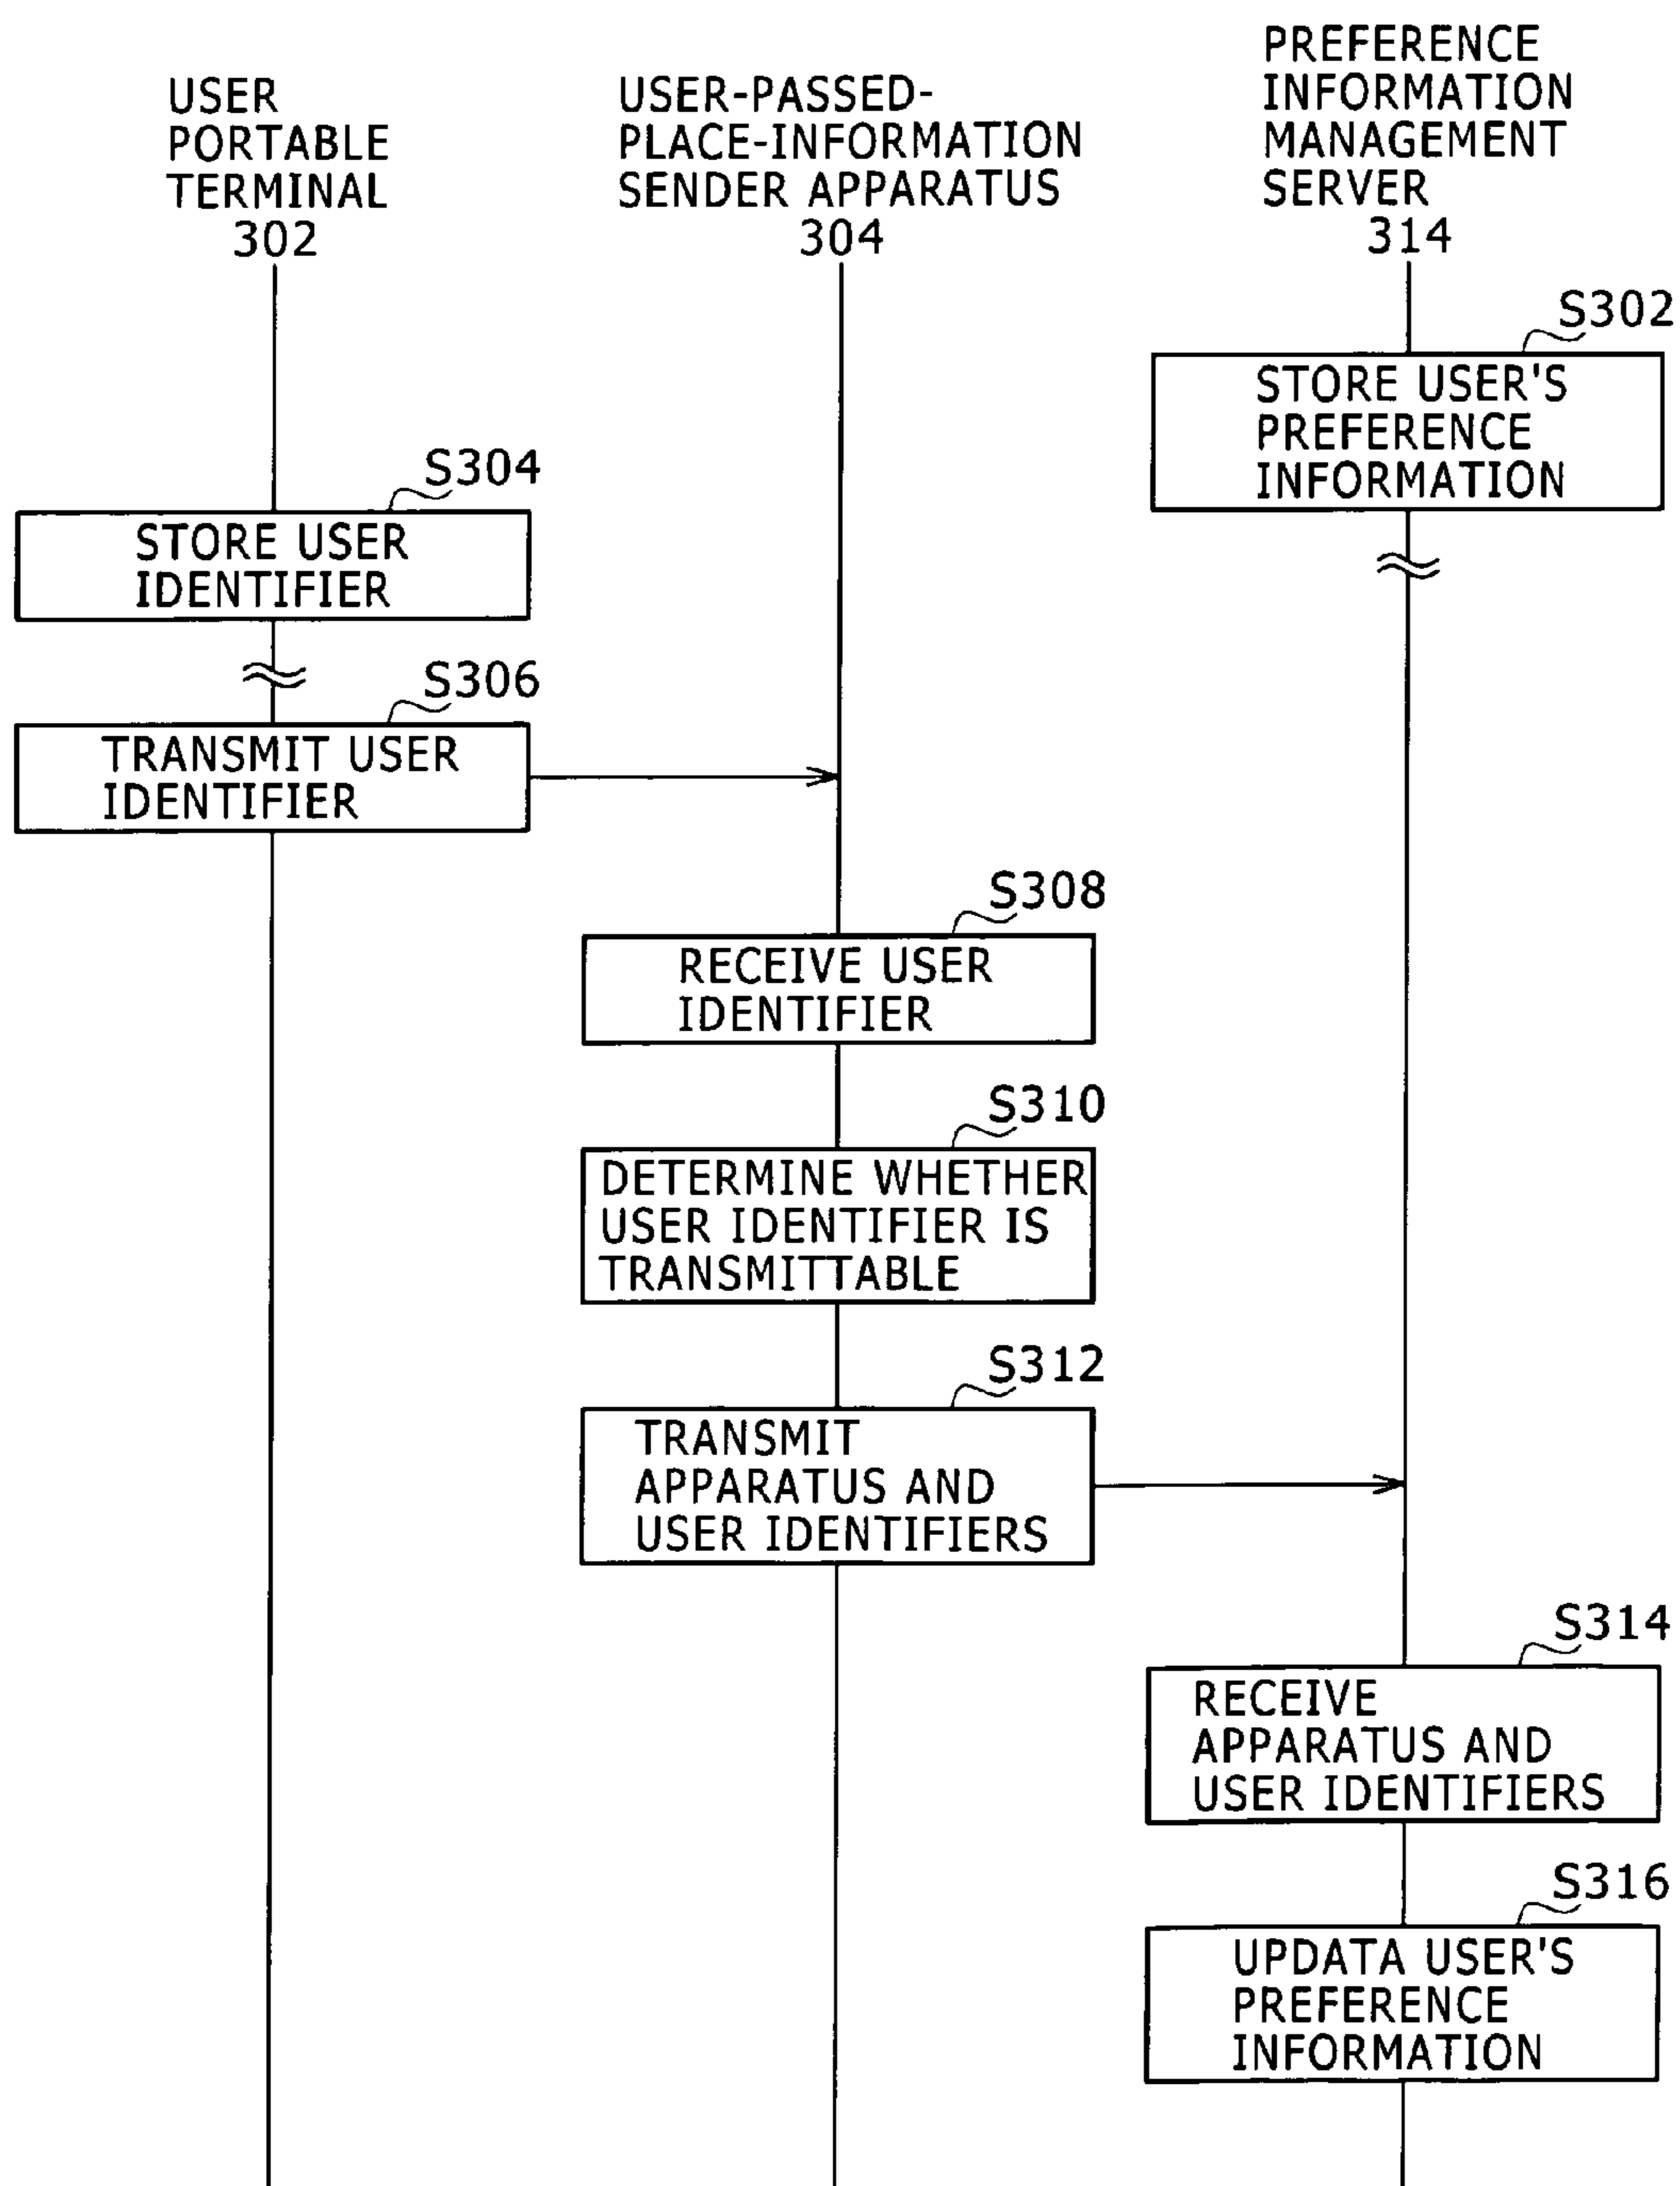 USER
PORTABLE
TERMINAL
302
USER-PASSED-
PLACE-INFORMATION
SENDER APPARATUS
304
PREFERENCE
INFORMATION
MANAGEMENT
SERVER
314
S302
STORE USER'S
PREFERENCE
INFORMATION
S304
STORE USER
IDENTIFIER
S306
TRANSMIT USER
IDENTIFIER
S308
RECEIVE USER
IDENTIFIER
S310
DETERMINE WHETHER
USER IDENTIFIER IS
TRANSMITTABLE
S312
TRANSMIT
APPARATUS AND
USER IDENTIFIERS
S314
RECEIVE
APPARATUS AND
USER IDENTIFIERS
S316
UPDATA USER'S
PREFERENCE
INFORMATION